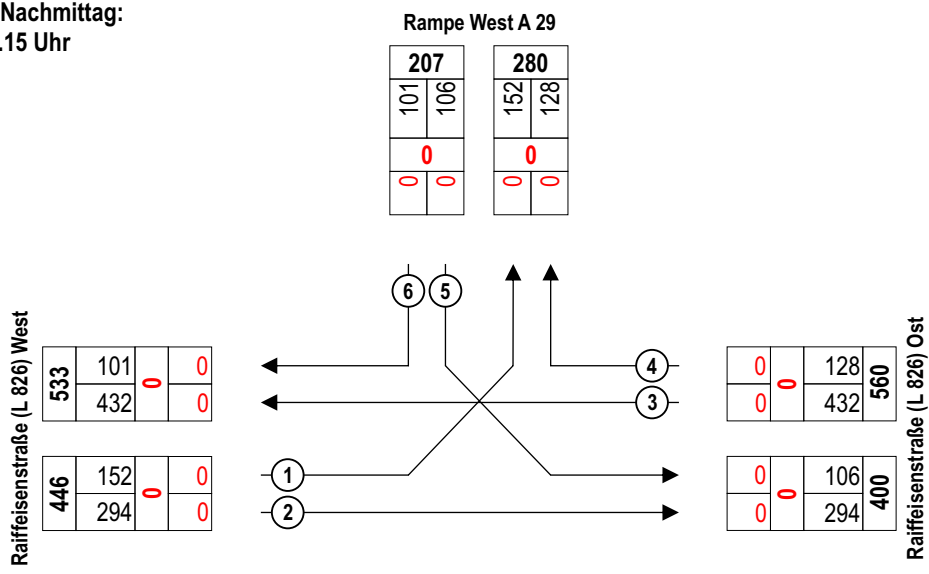 Nachmittag:
.15 Uhr
Rampe West A 29
207 280
101 106 152 128
0 0
0 0 0 0
6 5
4
3
1
2
Raiffeisenstraße (L 826) West
533 101 0 0
432 0
446 152 0 0
294 0
0 0 128 560
0 432
0 0 106 400
0 294
Raiffeisenstraße (L 826) Ost